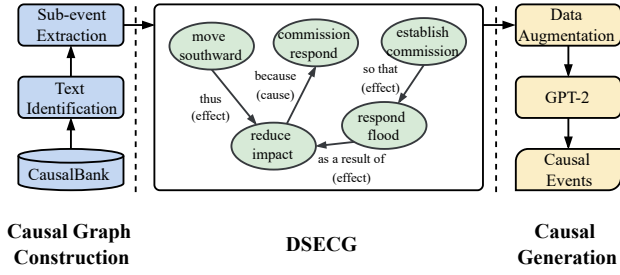 Sub-event
Extraction
Text
Identification
CausalBank
move
southward
commission
respond
establish
commission
because
(cause)
so that
(effect)
thus
(effect)
reduce
impact
respond
flood
as a result of
(effect)
Data
Augmentation
GPT-2
Causal
Events
Causal Graph
Construction
DSECG
Causal
Generation